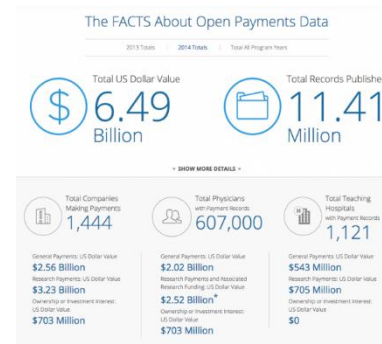 The FACTS About Open Payments Data
2013 Totals | 2014 Totals | Total All Program Years
Total US Dollar Value
$ 6.49
Billion
Total Records Publishe
11.41
Million
SHOW MORE DETAILS
Total Companies
Making Payments
1,444
General Payments: US Dollar Value
$2.56 Billion
Research Payments: US Dollar Value
$3.23 Billion
Ownership or Investment Interest:
US Dollar Value
$703 Million
Total Physicians
with Payment Records
607,000
General Payments: US Dollar Value
$2.02 Billion
Research Payments and Associated
Research Funding: US Dollar Value
$2.52 Billion*
Ownership or Investment Interest:
US Dollar Value
$703 Million
Total Teaching
Hospitals
with Payment Records
1,121
General Payments: US Dollar Value
$543 Million
Research Payments: US Dollar Value
$705 Million
Ownership or Investment Interest:
US Dollar Value
$0